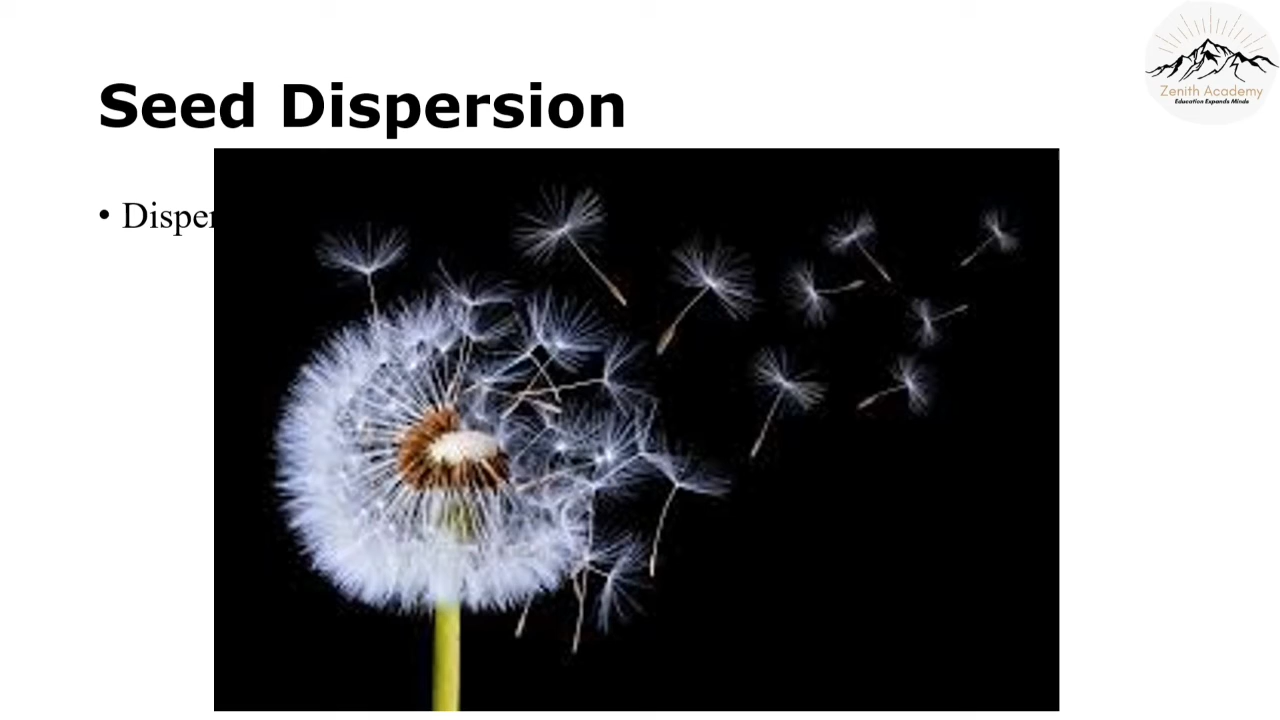 Seed Dispersion
Zenith Academy
Education Expands Minds
• Disper